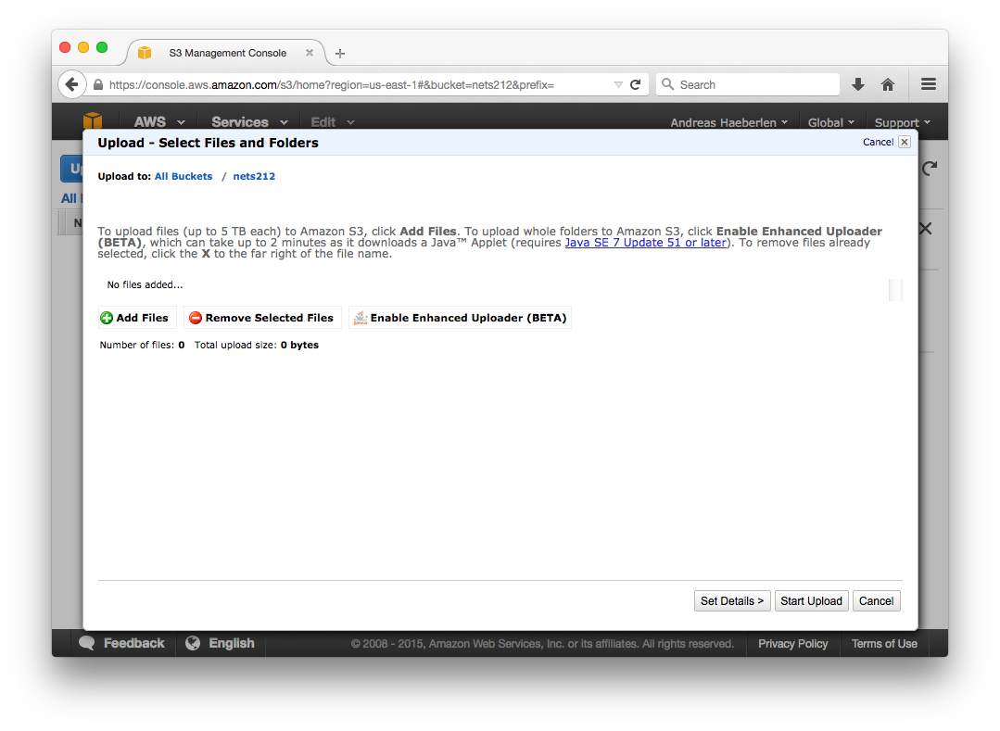 S3 Management Console
https://console.aws.amazon.com/s3/home?region=us-east-1#&bucket=nets212&prefix=
Search
AWS Services Edit Andreas Haeberlen Global Support
Upload - Select Files and Folders Cancel
Upload to: All Buckets / nets212
To upload files (up to 5 TB each) to Amazon S3, click Add Files. To upload whole folders to Amazon S3, click Enable Enhanced Uploader
(BETA), which can take up to 2 minutes as it downloads a Java™ Applet (requires Java SE 7 Update 51 or later). To remove files already
selected, click the X to the far right of the file name.
No files added...
Add Files Remove Selected Files Enable Enhanced Uploader (BETA)
Number of files: 0 Total upload size: 0 bytes
Set Details > Start Upload Cancel
Feedback English © 2008 - 2015, Amazon Web Services, Inc. or its affiliates. All rights reserved. Privacy Policy Terms of Use